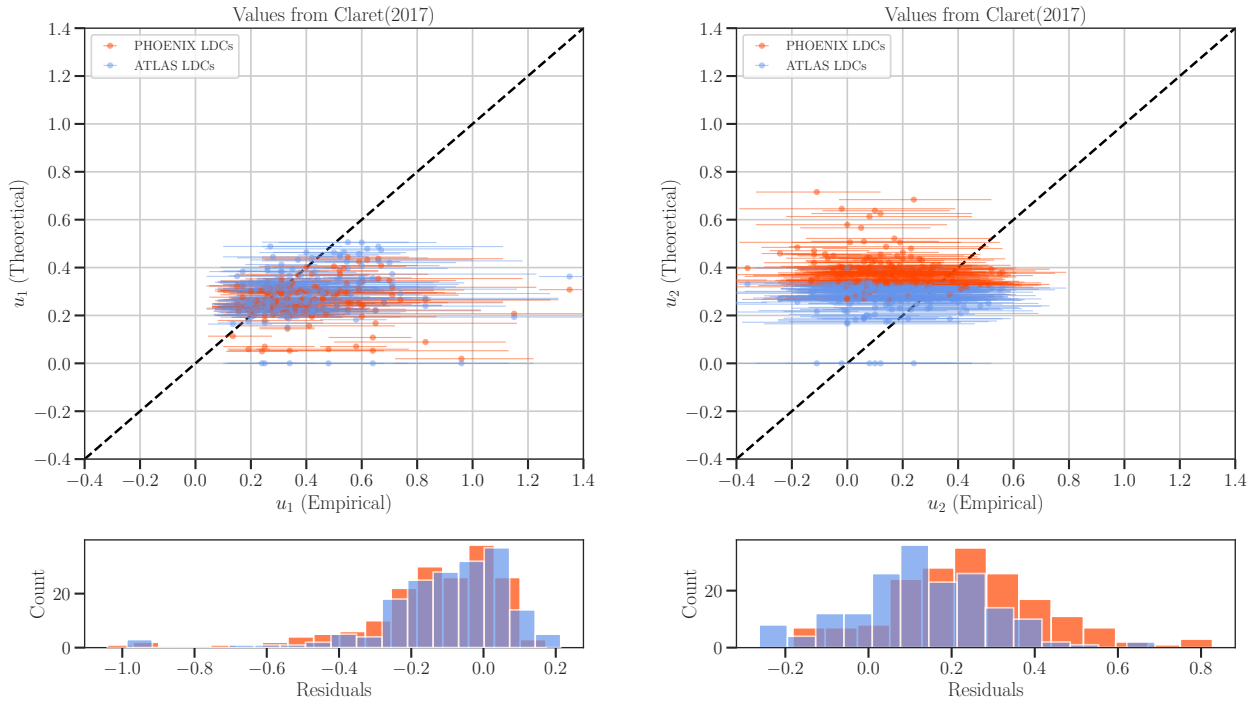 Values from Claret(2017)
PHOENIX LDCs
ATLAS LDCs
1.4
1.2
1.0
0.8
0.6
0.4
0.2
0.0
−0.2
−0.4
u₁ (Theoretical)
−0.4 −0.2 0.0 0.2 0.4 0.6 0.8 1.0 1.2 1.4
u₁ (Empirical)
20
0
Count
−1.0 −0.8 −0.6 −0.4 −0.2 0.0 0.2
Residuals
Values from Claret(2017)
PHOENIX LDCs
ATLAS LDCs
1.4
1.2
1.0
0.8
0.6
0.4
0.2
0.0
−0.2
−0.4
u₂ (Theoretical)
−0.4 −0.2 0.0 0.2 0.4 0.6 0.8 1.0 1.2 1.4
u₂ (Empirical)
20
0
Count
−0.2 0.0 0.2 0.4 0.6 0.8
Residuals